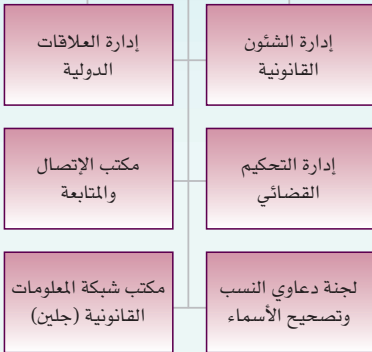 إدارة الشئون
القانونية
إدارة العلاقات
الدولية
إدارة التحكيم
القضائي
مكتب الإتصال
والمتابعة
لجنة دعاوي النسب
وتصحيح الأسماء
مكتب شبكة المعلومات
القانونية (جلين)